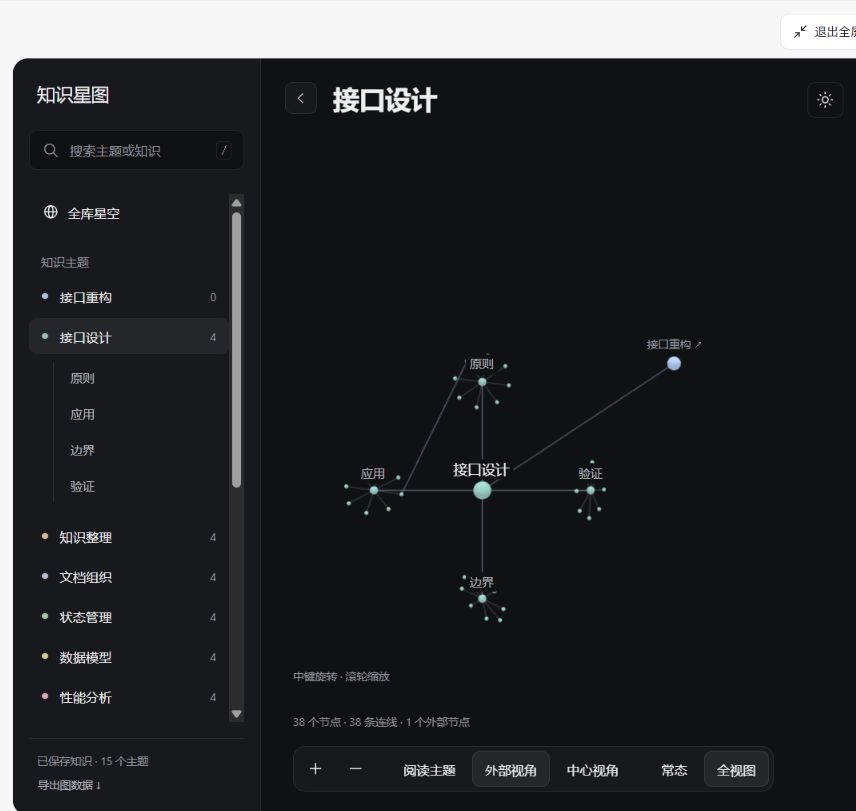 退出全屏
知识星图
接口设计
搜索主题或知识
/
全库星空
知识主题
接口重构
0
接口设计
4
原则
应用
边界
验证
知识整理
4
文档组织
4
状态管理
4
数据模型
4
性能分析
4
已保存知识 · 15 个主题
导出图数据 ↓
接口重构 ↗
原则
接口设计
应用
验证
边界
中键旋转 · 滚轮缩放
38 个节点 · 38 条连线 · 1 个外部节点
+ − 阅读主题 外部视角 中心视角 常态 全视图